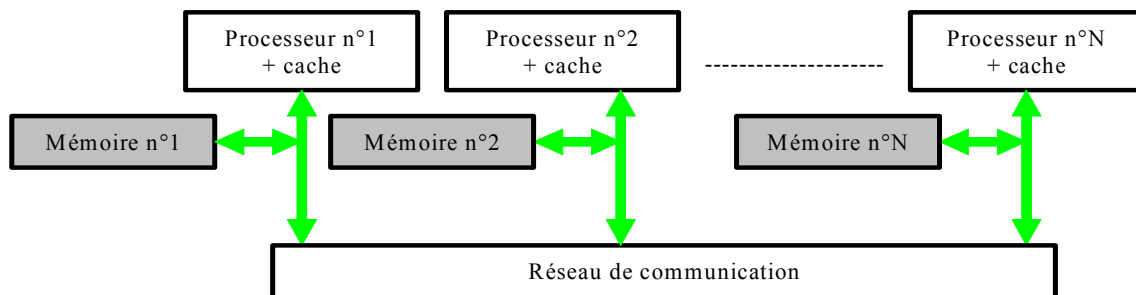 Processeur n°1
+ cache
Processeur n°2
+ cache
Processeur n°N
+ cache
Mémoire n°1
Mémoire n°2
Mémoire n°N
Réseau de communication